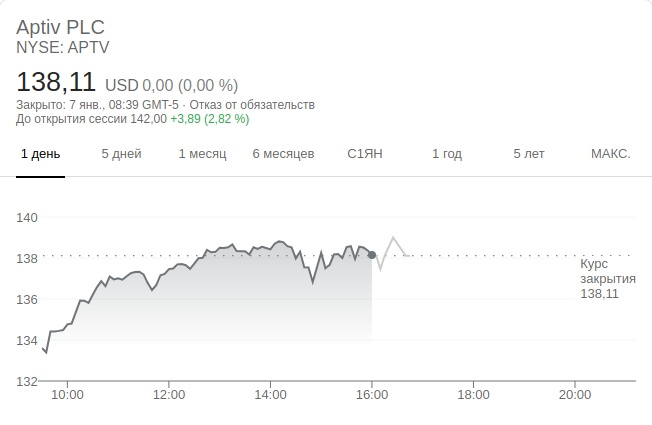 Aptiv PLC
NYSE: APTV
138,11 USD 0,00 (0,00 %)
Закрыто: 7 янв., 08:39 GMT-5 · Отказ от обязательств
До открытия сессии 142,00 +3,89 (2,82 %)
1 день 5 дней 1 месяц 6 месяцев С1ЯН 1 год 5 лет МАКС.
140
138
136
134
132
Курс
закрытия
138,11
10:00 12:00 14:00 16:00 18:00 20:00